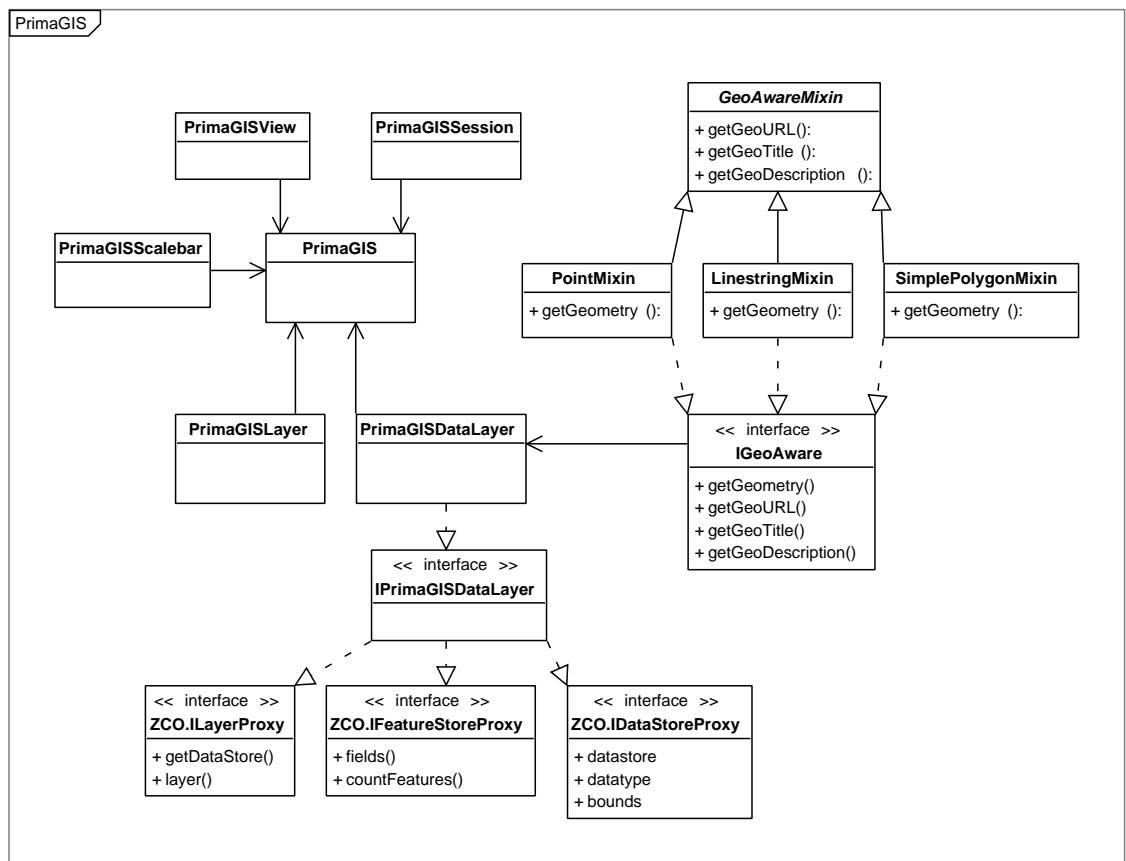 PrimaGIS
GeoAwareMixin
+ getGeoURL():
+ getGeoTitle ():
+ getGeoDescription ():
PrimaGISView
PrimaGISSession
PrimaGISScalebar
PrimaGIS
PointMixin
+ getGeometry ():
LinestringMixin
+ getGeometry ():
SimplePolygonMixin
+ getGeometry ():
PrimaGISLayer
PrimaGISDataLayer
<< interface >>
IGeoAware
+ getGeometry()
+ getGeoURL()
+ getGeoTitle()
+ getGeoDescription()
<< interface >>
IPrimaGISDataLayer
<< interface >>
ZCO.ILayerProxy
+ getDataStore()
+ layer()
<< interface >>
ZCO.IFeatureStoreProxy
+ fields()
+ countFeatures()
<< interface >>
ZCO.IDataStoreProxy
+ datastore
+ datatype
+ bounds